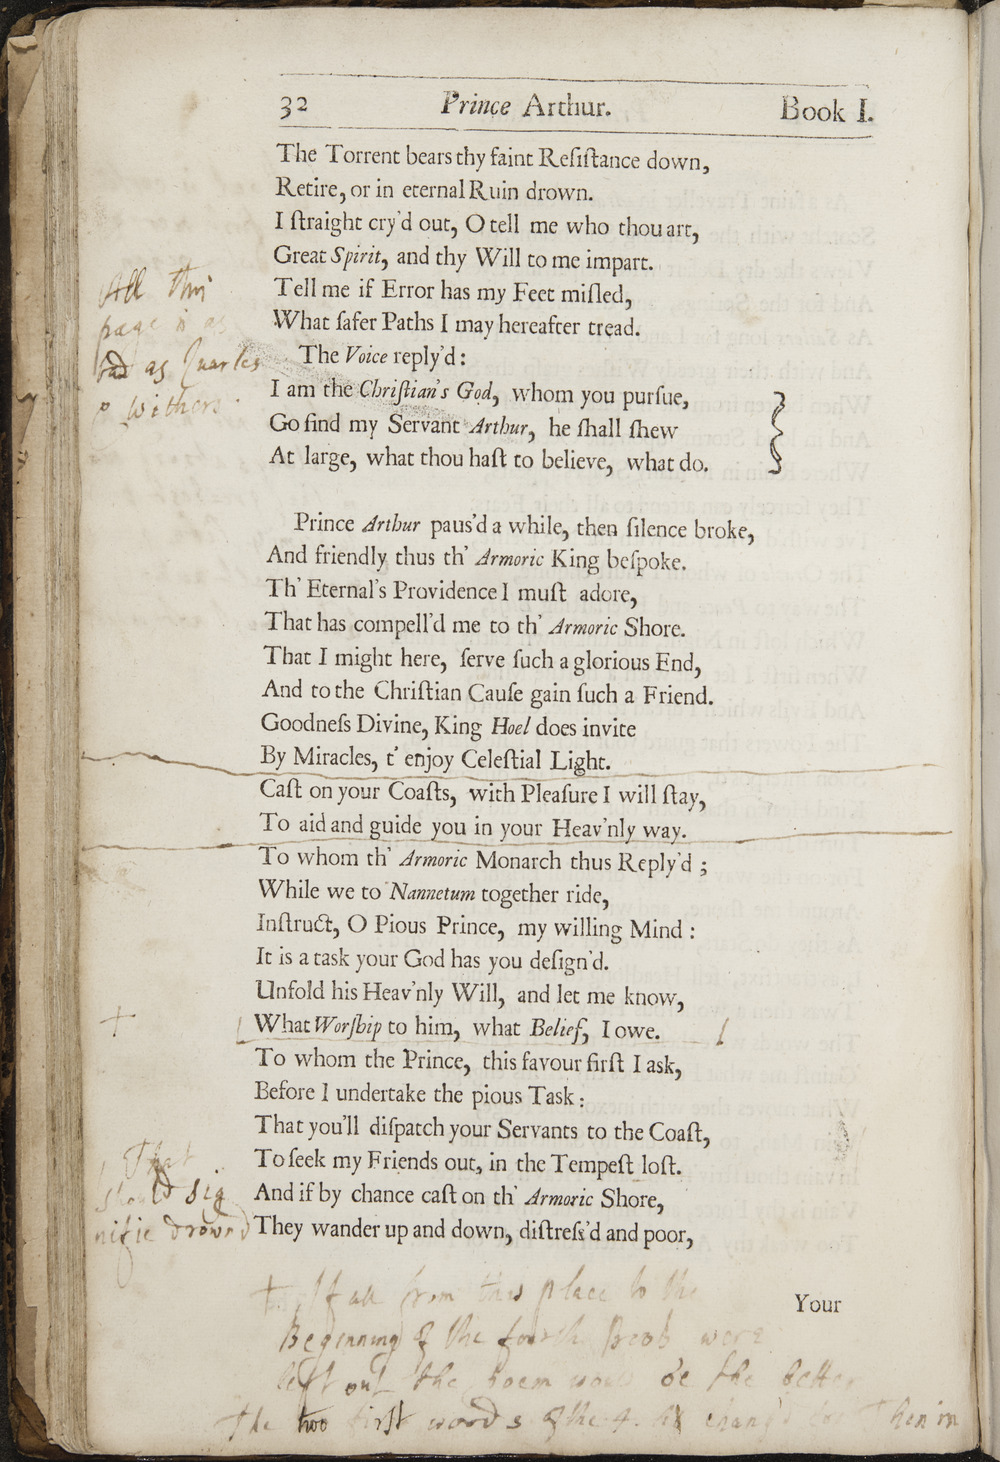 32 Prince Arthur. Book I.
The Torrent bears thy faint Reſiſtance down,
Retire, or in eternal Ruin drown.
I ſtraight cry'd out, O tell me who thou art,
Great Spirit, and thy Will to me impart.
Tell me if Error has my Feet miſled,
What ſafer Paths I may hereafter tread.
The Voice reply'd:
I am the Chriſtian's God, whom you purſue,
Go find my Servant Arthur, he ſhall ſhew
At large, what thou haſt to believe, what do.
All this
page is as
bad as Quarles
or Withers.
Prince Arthur paus'd a while, then ſilence broke,
And friendly thus th' Armoric King beſpoke.
Th' Eternal's Providence I muſt adore,
That has compell'd me to th' Armoric Shore.
That I might here, ſerve ſuch a glorious End,
And to the Chriſtian Cauſe gain ſuch a Friend.
Goodneſs Divine, King Hoel does invite
By Miracles, t' enjoy Celeſtial Light.
Caſt on your Coaſts, with Pleaſure I will ſtay,
To aid and guide you in your Heav'nly way.
To whom th' Armoric Monarch thus Reply'd ;
While we to Nannetum together ride,
Inſtruct, O Pious Prince, my willing Mind :
It is a task your God has you deſign'd.
Unfold his Heav'nly Will, and let me know,
+ What Worſhip to him, what Belief, I owe.
To whom the Prince, this favour firſt I ask,
Before I undertake the pious Task :
That you'll diſpatch your Servants to the Coaſt,
To ſeek my Friends out, in the Tempeſt loſt.
And if by chance caſt on th' Armoric Shore,
They wander up and down, diſtreſs'd and poor,
That
should sig
nifie drownd
Your
+ If all from this place to the
Beginning of the fourth Book were
left out the poem would be the better
The two first words of the 4. Bk chang'd for Then in